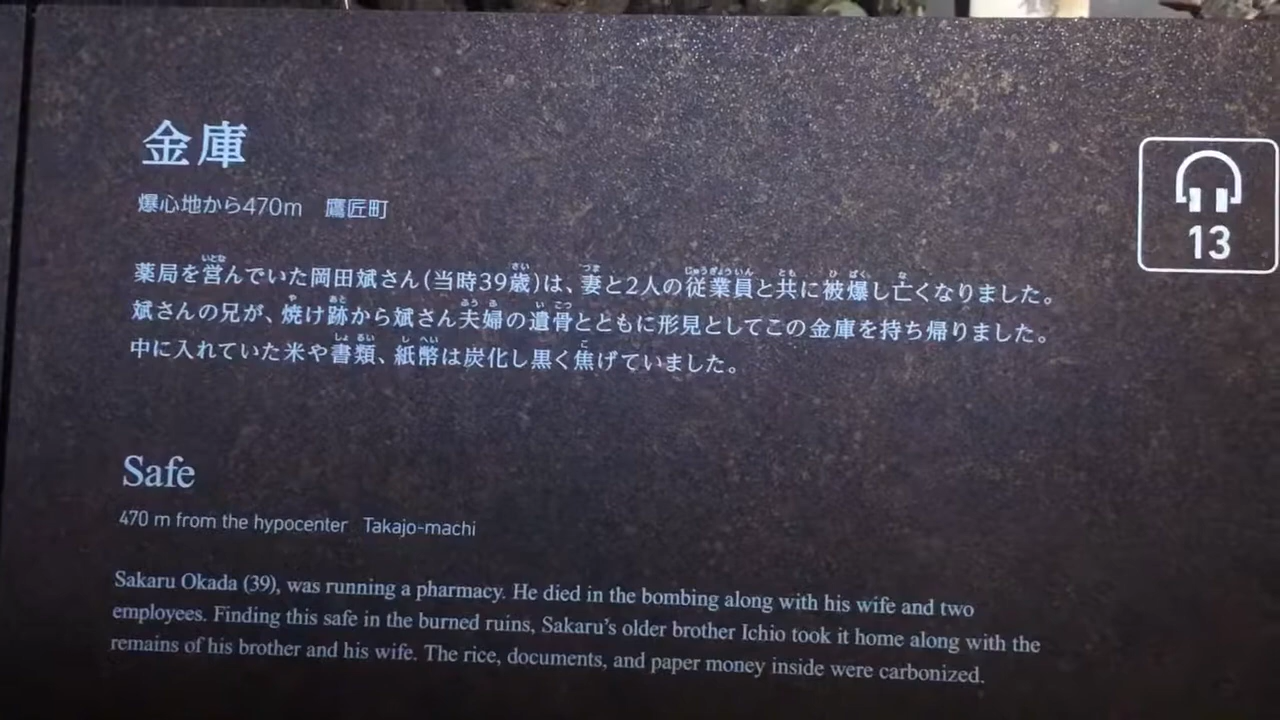 金庫
爆心地から470m　鷹匠町
薬局を営んでいた岡田斌さん(当時39歳)は、妻と2人の従業員と共に被爆し亡くなりました。
斌さんの兄が、焼け跡から斌さん夫婦の遺骨とともに形見としてこの金庫を持ち帰りました。
中に入れていた米や書類、紙幣は炭化し黒く焦げていました。
13
Safe
470 m from the hypocenter Takajo-machi
Sakaru Okada (39), was running a pharmacy. He died in the bombing along with his wife and two
employees. Finding this safe in the burned ruins, Sakaru’s older brother Ichio took it home along with the
remains of his brother and his wife. The rice, documents, and paper money inside were carbonized.